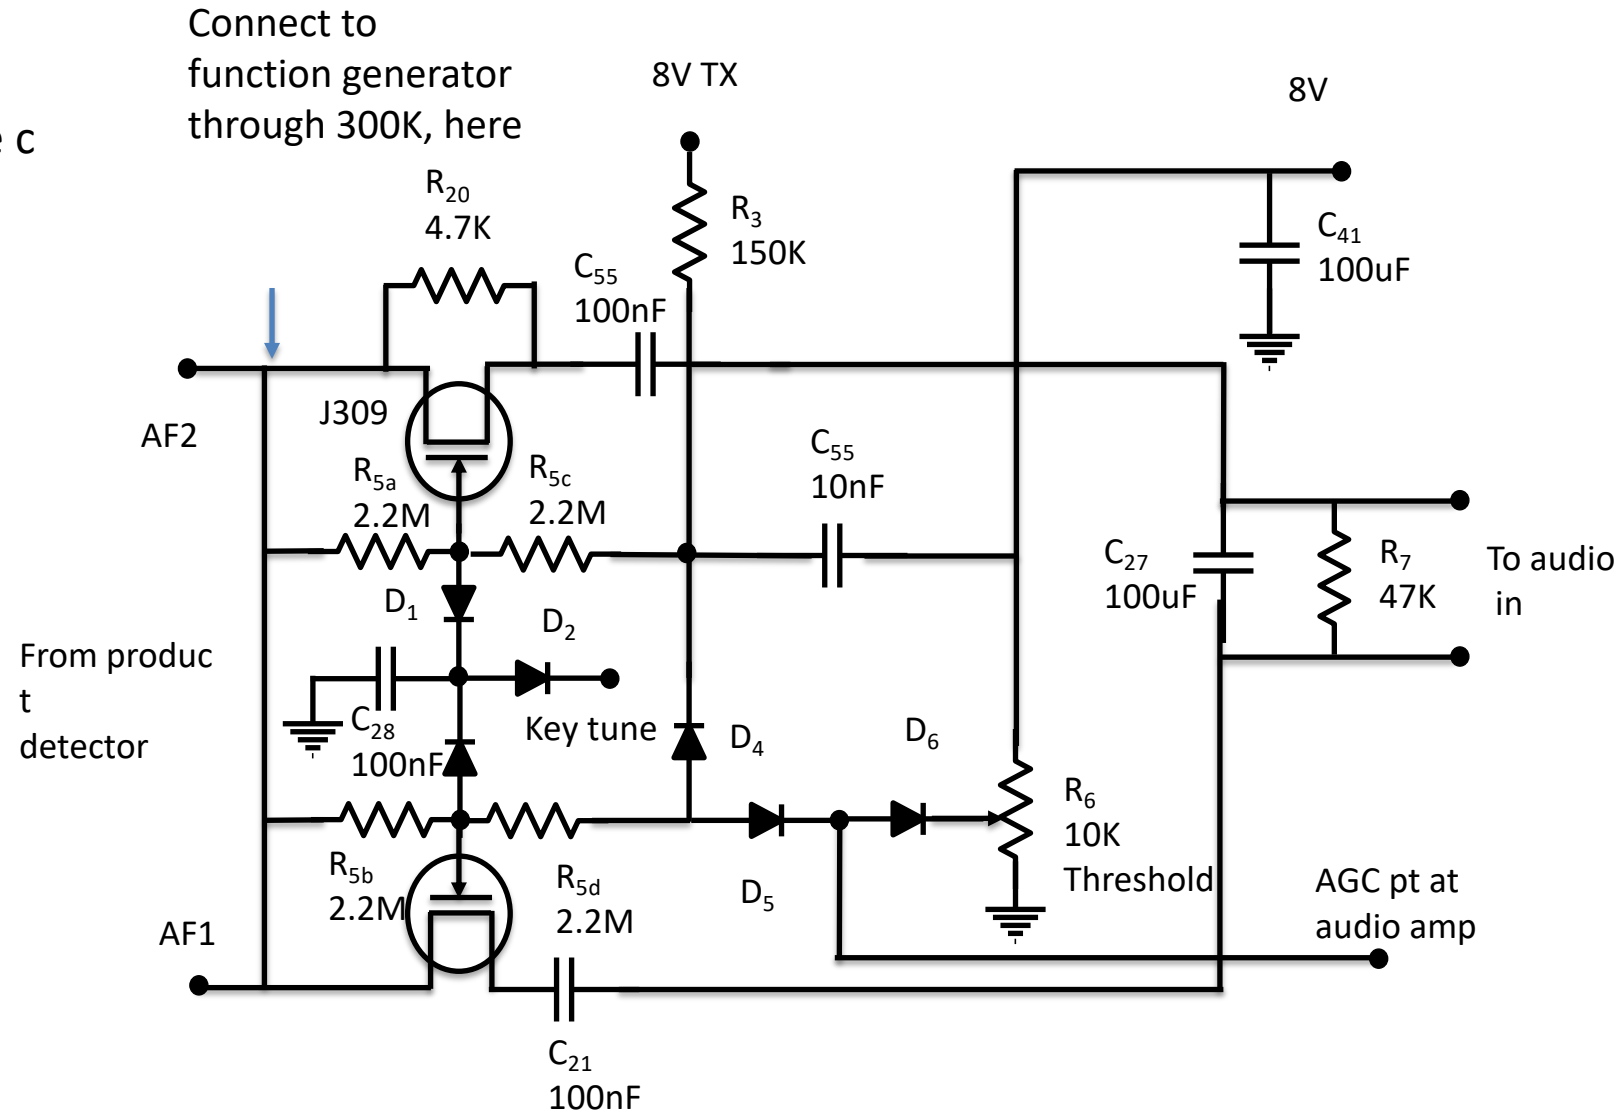 Connect to
function generator
through 300K, here
e c
8V TX
8V
R20
4.7K
R3
150K
C41
100uF
C55
100nF
J309
AF2
R5a
2.2M
R5c
2.2M
C55
10nF
C27
100uF
R7
47K
To audio
in
D1
D2
From produc
t
detector
C28
100nF
Key tune
D4
D6
R6
10K
Threshold
R5b
2.2M
R5d
2.2M
D5
AGC pt at
audio amp
AF1
C21
100nF